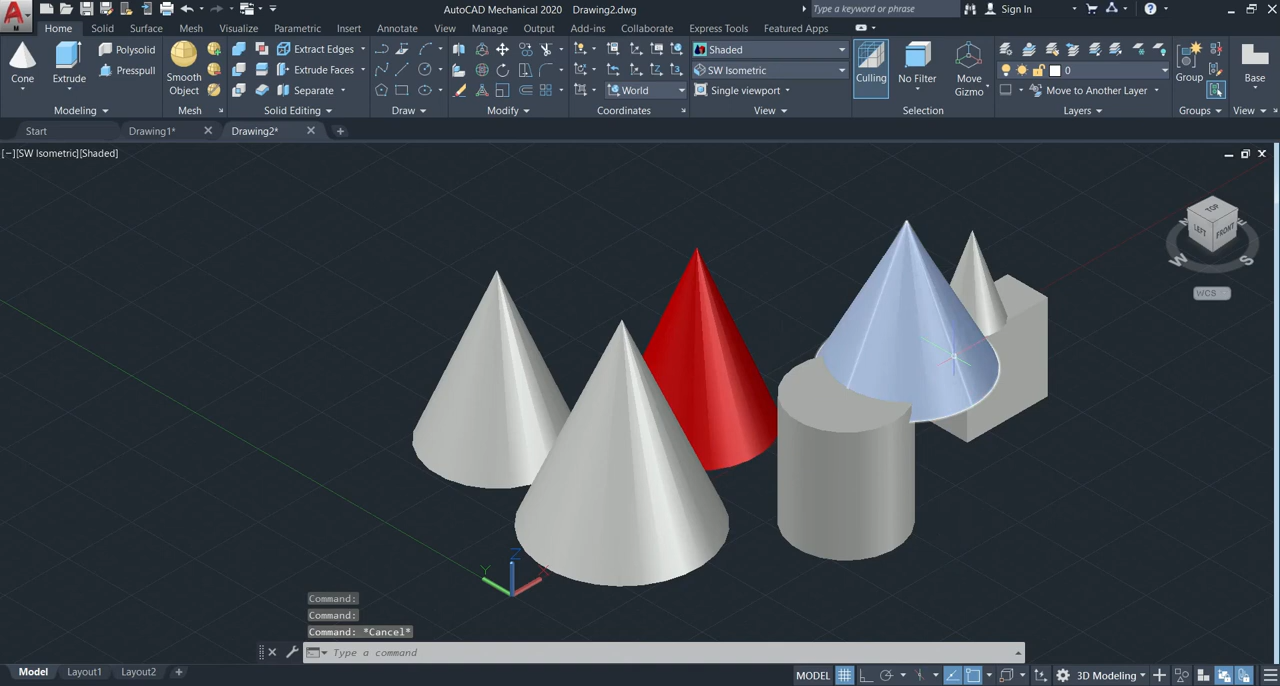 AutoCAD Mechanical 2020 Drawing2.dwg
Type a keyword or phrase
Sign In
Home Solid Surface Mesh Visualize Parametric Insert Annotate View Manage Output Add-ins Collaborate Express Tools Featured Apps
Cone
Extrude
Polysolid
Presspull
Modeling
Smooth
Object
Mesh
Extract Edges
Extrude Faces
Separate
Solid Editing
Draw
Modify
World
Coordinates
Shaded
SW Isometric
Single viewport
View
Culling
No Filter
Move
Gizmo
Selection
0
Move to Another Layer
Layers
Group
Groups
Base
View
Start Drawing1* Drawing2*
[−][SW Isometric][Shaded]
TOP
LEFT FRONT
W S
WCS
Z
Y X
Command:
Command:
Command: *Cancel*
Type a command
Model Layout1 Layout2
MODEL
3D Modeling